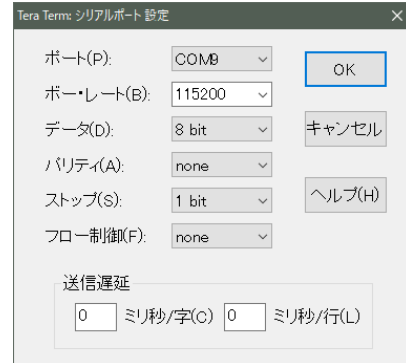 Tera Term: シリアルポート 設定
ポート(P): COM9
OK
ボー・レート(B): 115200
データ(D): 8 bit
キャンセル
パリティ(A): none
ストップ(S): 1 bit
ヘルプ(H)
フロー制御(F): none
送信遅延
0 ミリ秒/字(C) 0 ミリ秒/行(L)